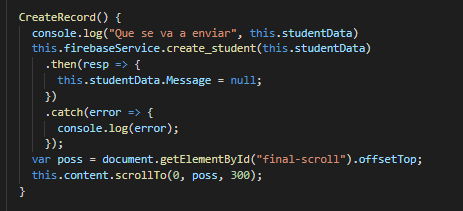 CreateRecord() {
  console.log("Que se va a enviar", this.studentData)
  this.firebaseService.create_student(this.studentData)
    .then(resp => {
      this.studentData.Message = null;
    })
    .catch(error => {
      console.log(error);
    });
  var poss = document.getElementById("final-scroll").offsetTop;
  this.content.scrollTo(0, poss, 300);
}